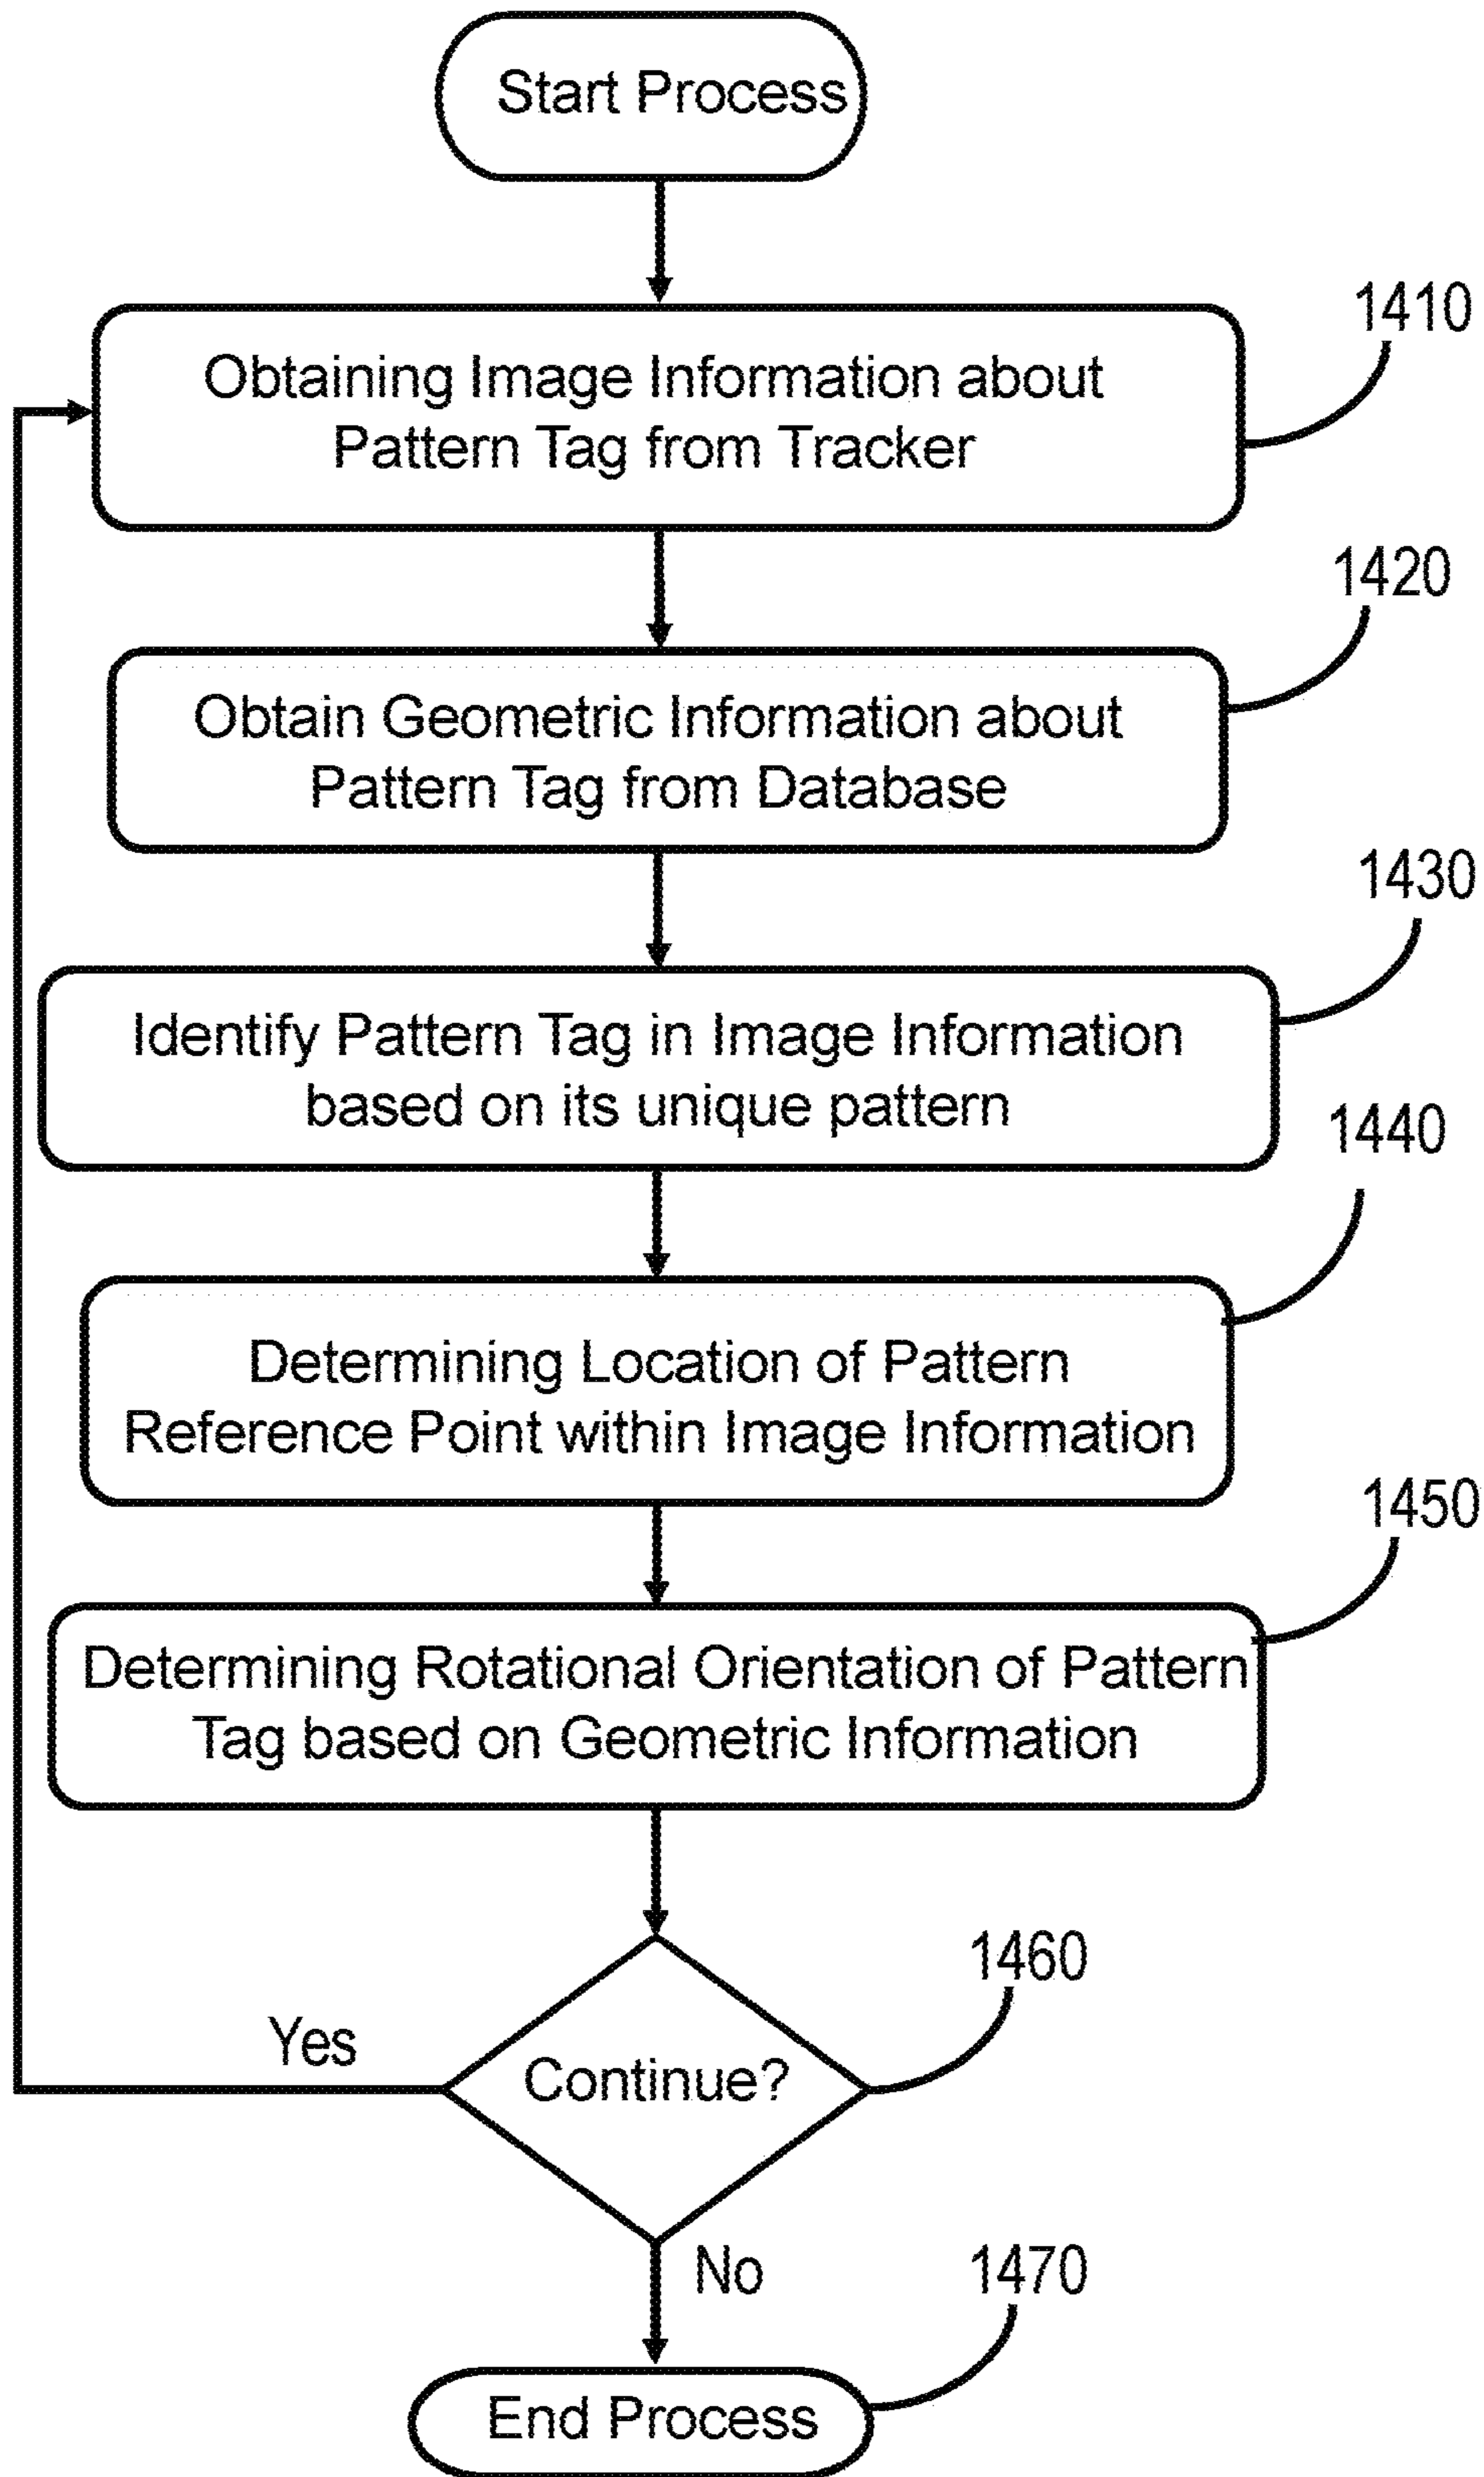 Start Process
1410
Obtaining Image Information about
Pattern Tag from Tracker
1420
Obtain Geometric Information about
Pattern Tag from Database
1430
Identify Pattern Tag in Image Information
based on its unique pattern
1440
Determining Location of Pattern
Reference Point within Image Information
1450
Determining Rotational Orientation of Pattern
Tag based on Geometric Information
1460
Yes
Continue?
No
1470
End Process